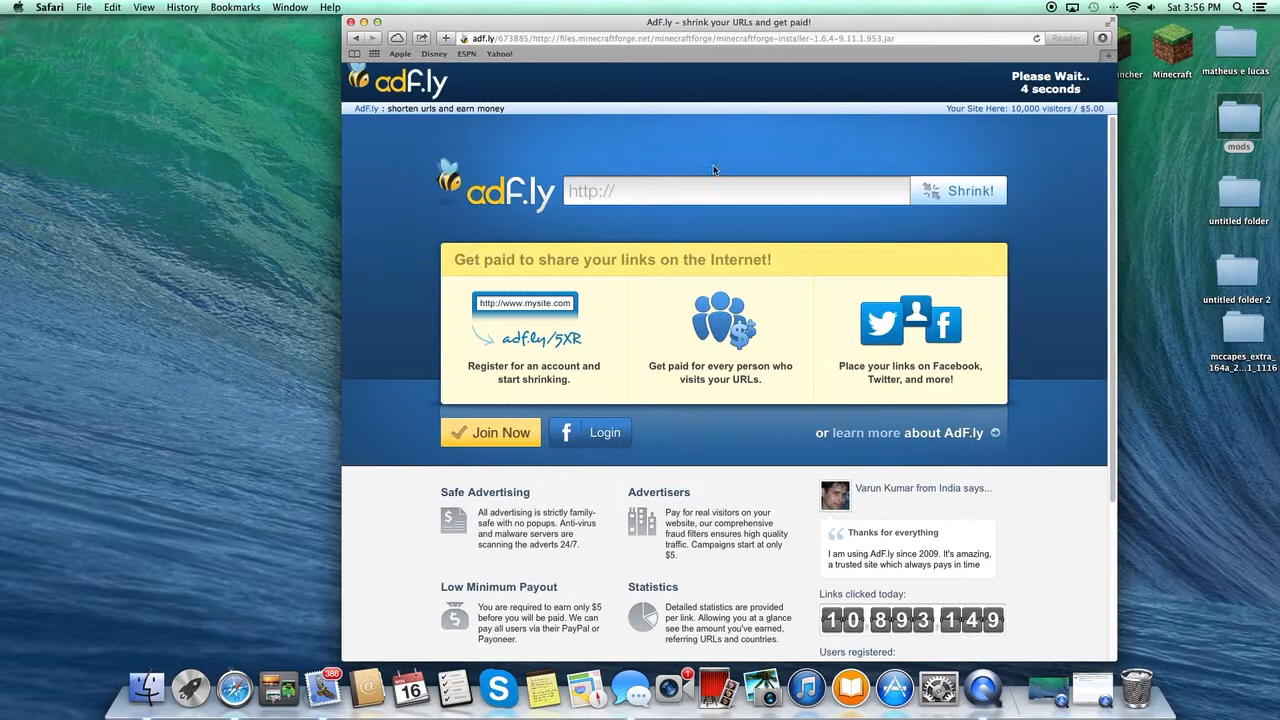 Safari File Edit View History Bookmarks Window Help
Sat 3:56 PM
AdF.ly – shrink your URLs and get paid!
adf.ly/673885/http://files.minecraftforge.net/minecraftforge/minecraftforge-installer-1.6.4-9.11.1.953.jar
Reader
Apple Disney ESPN Yahoo!
adf.ly
Please Wait..
4 seconds
AdF.ly : shorten urls and earn money
Your Site Here: 10,000 visitors / $5.00
adf.ly
http://
Shrink!
Get paid to share your links on the Internet!
http://www.mysite.com
adf.ly/5XR
Register for an account and
start shrinking.
Get paid for every person who
visits your URLs.
Place your links on Facebook,
Twitter, and more!
Join Now
Login
or learn more about AdF.ly
Safe Advertising
All advertising is strictly family-
safe with no popups. Anti-virus
and malware servers are
scanning the adverts 24/7.
Advertisers
Pay for real visitors on your
website, our comprehensive
fraud filters ensures high quality
traffic. Campaigns start at only
$5.
Varun Kumar from India says...
Thanks for everything
I am using AdF.ly since 2009. It's amazing,
a trusted site which always pays in time
Low Minimum Payout
You are required to earn only $5
before you will be paid. We can
pay all users via their PayPal or
Payoneer.
Statistics
Detailed statistics are provided
per link. Allowing you at a glance
see the amount you've earned,
referring URLs and countries.
Links clicked today:
10 893 149
Users registered:
Minecraft
matheus e lucas
mods
untitled folder
untitled folder 2
mccapes_extra_
164a_2...1_1116
386
NOV
16
1